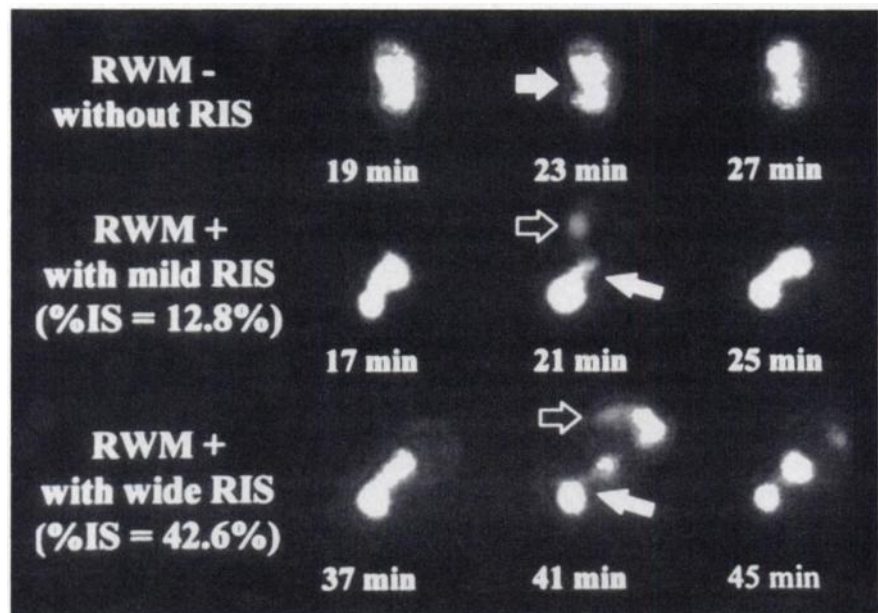 RWM -
without RIS
19 min
23 min
27 min
RWM +
with mild RIS
(%IS = 12.8%)
17 min
21 min
25 min
RWM +
with wide RIS
(%IS = 42.6%)
37 min
41 min
45 min